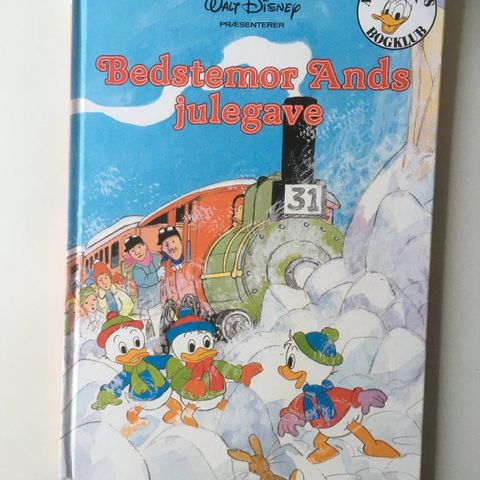 WALT DISNEY
PRÆSENTERER
BOGKLUB
Bedstemor Ands
julegave
31